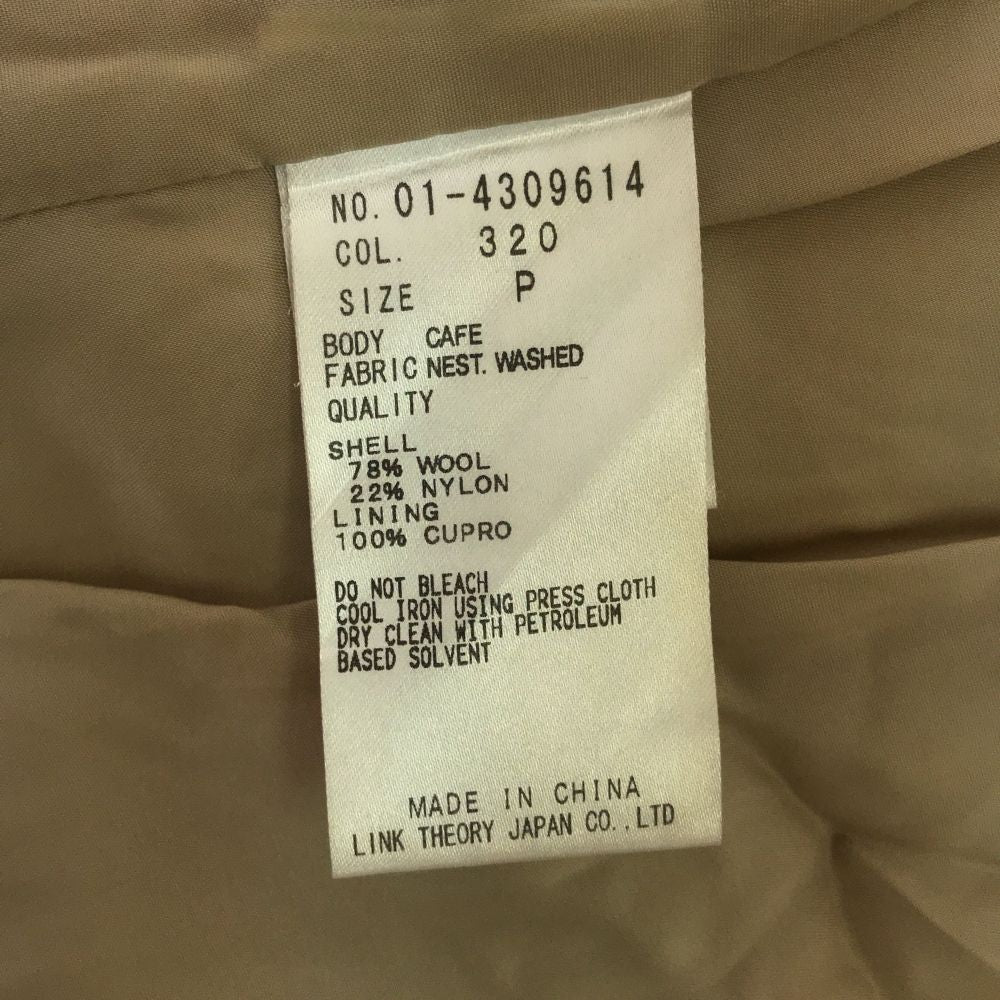 NO. 01-4309614
COL. 320
SIZE P
BODY CAFE
FABRIC NEST. WASHED
QUALITY
SHELL
78% WOOL
22% NYLON
LINING
100% CUPRO
DO NOT BLEACH
COOL IRON USING PRESS CLOTH
DRY CLEAN WITH PETROLEUM
BASED SOLVENT
MADE IN CHINA
LINK THEORY JAPAN CO.,LTD